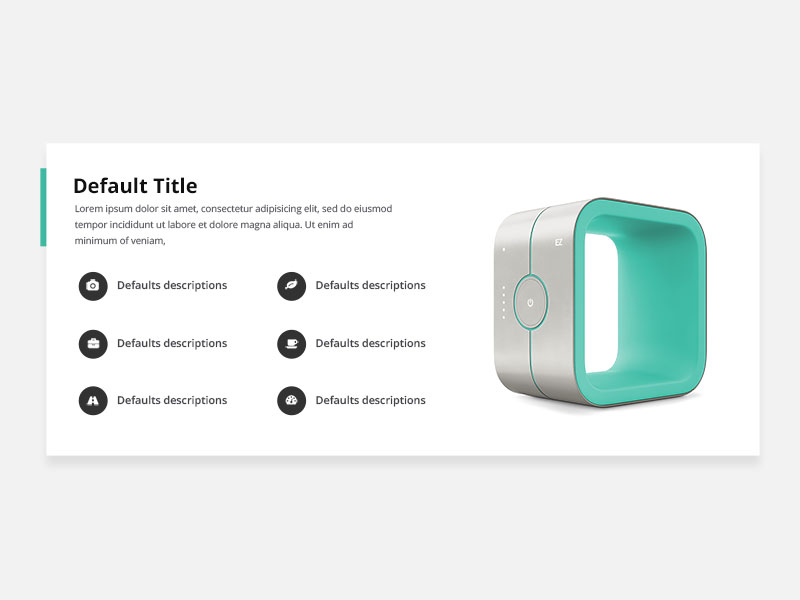 Default Title
Lorem ipsum dolor sit amet, consectetur adipisicing elit, sed do eiusmod
tempor incididunt ut labore et dolore magna aliqua. Ut enim ad
minimum of veniam,
Defaults descriptions
Defaults descriptions
Defaults descriptions
Defaults descriptions
Defaults descriptions
Defaults descriptions
EZ